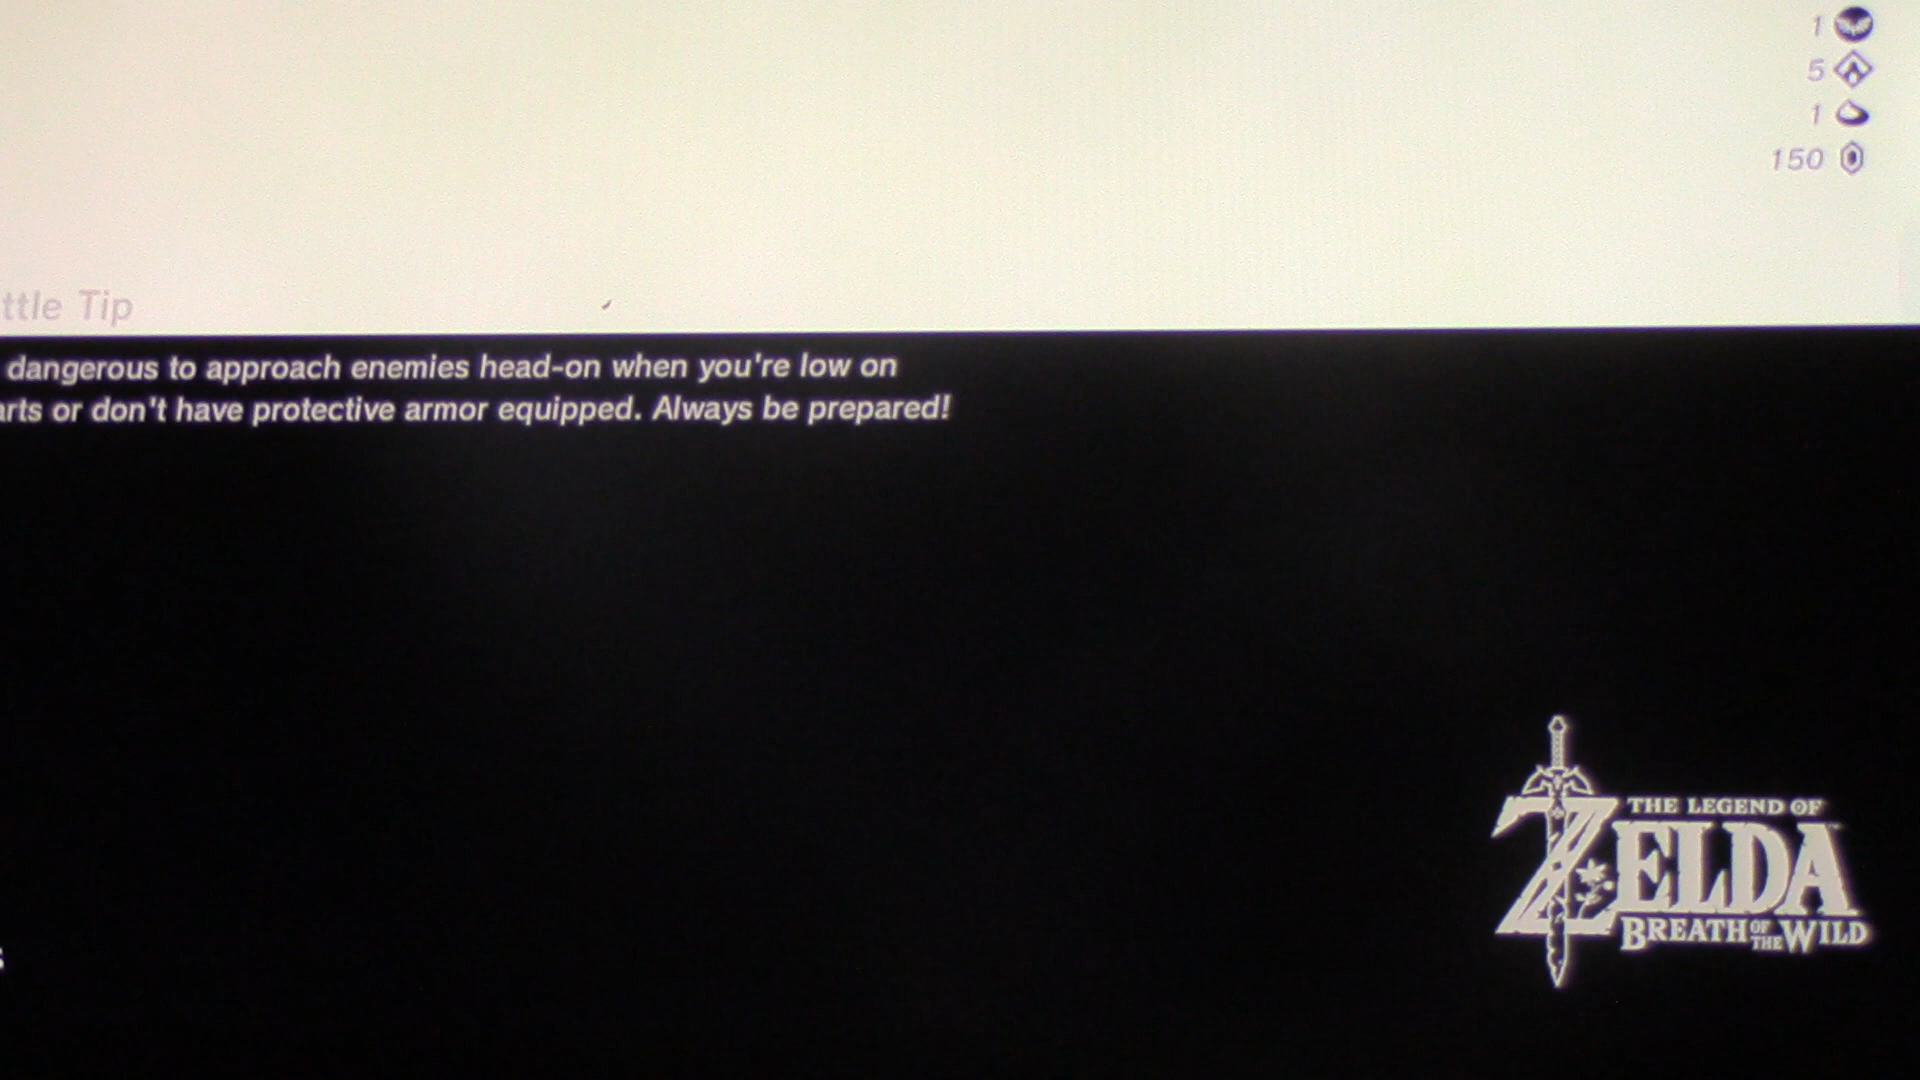 1
5
1
150
ttle Tip
dangerous to approach enemies head-on when you're low on
arts or don't have protective armor equipped. Always be prepared!
THE LEGEND OF
ZELDA
BREATH OF THE WILD
s